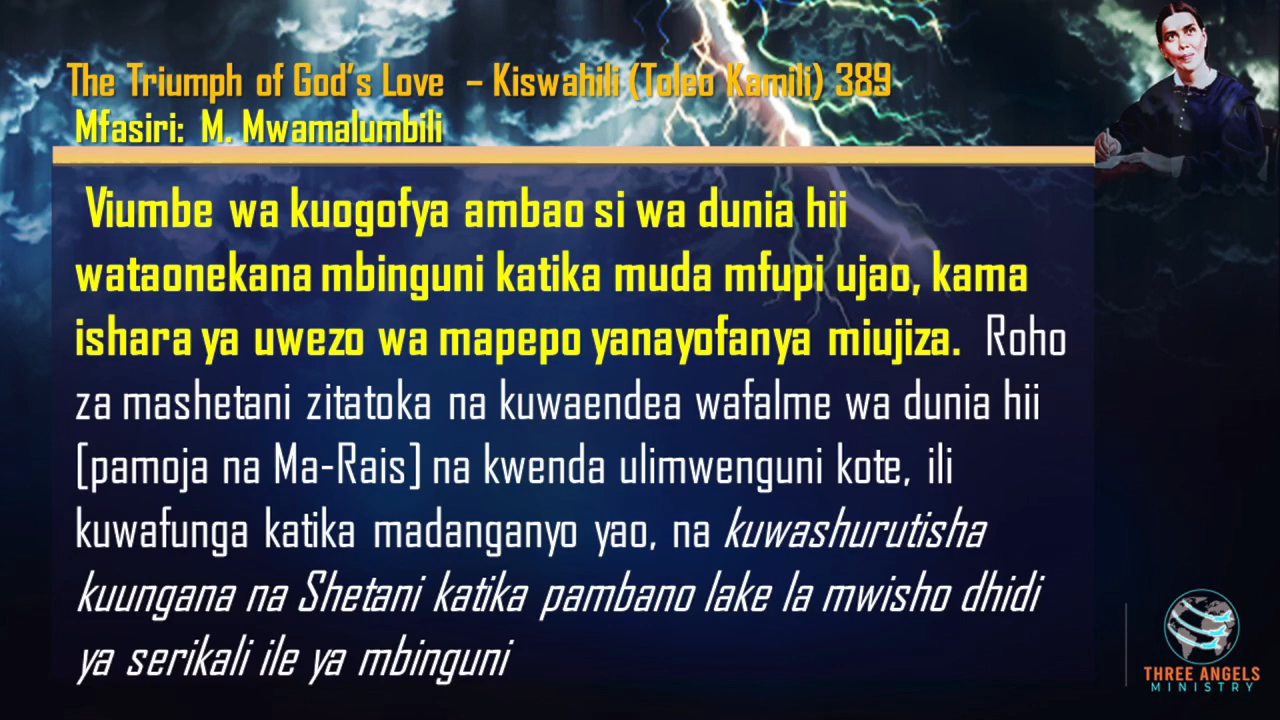 The Triumph of God's Love – Kiswahili (Toleo Kamili) 389
Mfasiri: M. Mwamalumbili
Viumbe wa kuogofya ambao si wa dunia hii
wataonekana mbinguni katika muda mfupi ujao, kama
ishara ya uwezo wa mapepo yanayofanya miujiza. Roho
za mashetani zitatoka na kuwaendea wafalme wa dunia hii
[pamoja na Ma-Rais] na kwenda ulimwenguni kote, ili
kuwafunga katika madanganyo yao, na kuwashurutisha
kuungana na Shetani katika pambano lake la mwisho dhidi
ya serikali ile ya mbinguni
THREE ANGELS
MINISTRY